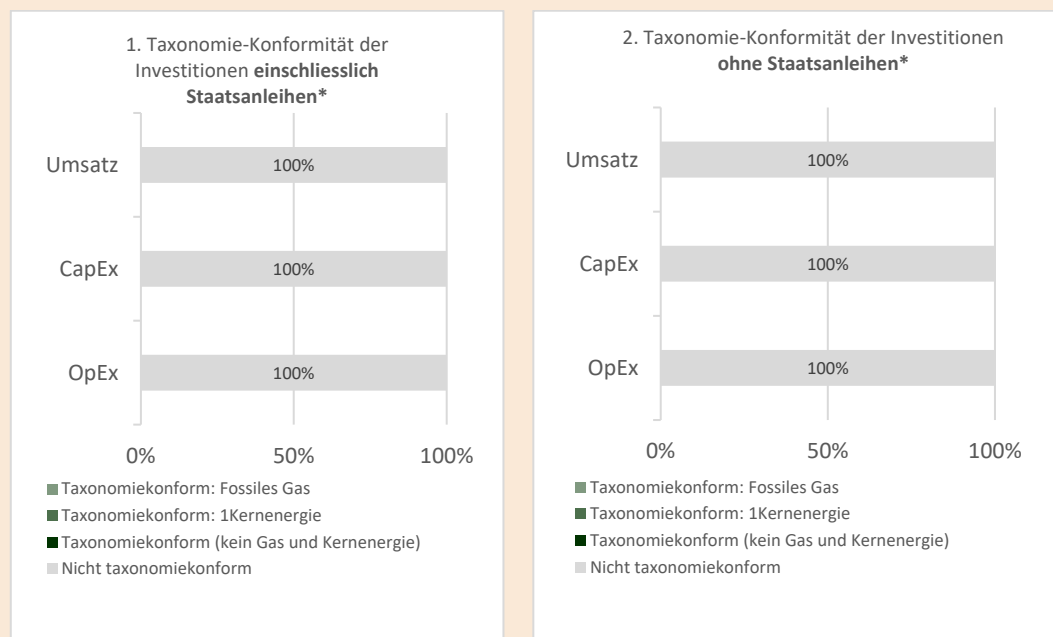 1. Taxonomie-Konformität der
Investitionen einschliesslich
Staatsanleihen*
Umsatz
100%
CapEx
100%
OpEx
100%
0%
50%
100%
Taxonomiekonform: Fossiles Gas
Taxonomiekonform: 1Kernenergie
Taxonomiekonform (kein Gas und Kernenergie)
Nicht taxonomiekonform
2. Taxonomie-Konformität der Investitionen
ohne Staatsanleihen*
Umsatz
100%
CapEx
100%
OpEx
100%
0%
50%
100%
Taxonomiekonform: Fossiles Gas
Taxonomiekonform: 1Kernenergie
Taxonomiekonform (kein Gas und Kernenergie)
Nicht taxonomiekonform